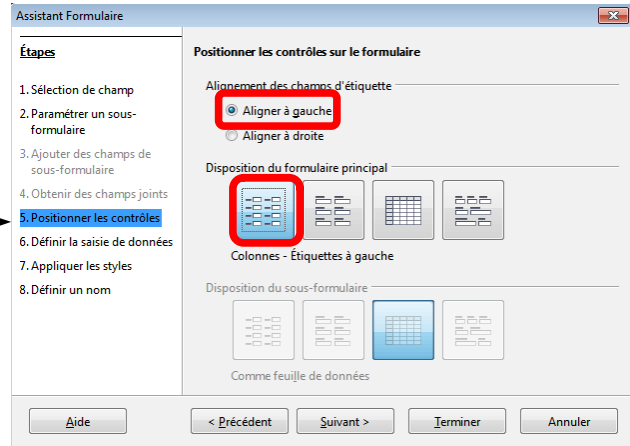 Assistant Formulaire
Étapes
1. Sélection de champ
2. Paramétrer un sous-
formulaire
3. Ajouter des champs de
sous-formulaire
4. Obtenir des champs joints
5. Positionner les contrôles
6. Définir la saisie de données
7. Appliquer les styles
8. Définir un nom
Positionner les contrôles sur le formulaire
Alignement des champs d'étiquette
Aligner à gauche
Aligner à droite
Disposition du formulaire principal
Colonnes - Étiquettes à gauche
Disposition du sous-formulaire
Comme feuille de données
Aide
< Précédent
Suivant >
Terminer
Annuler